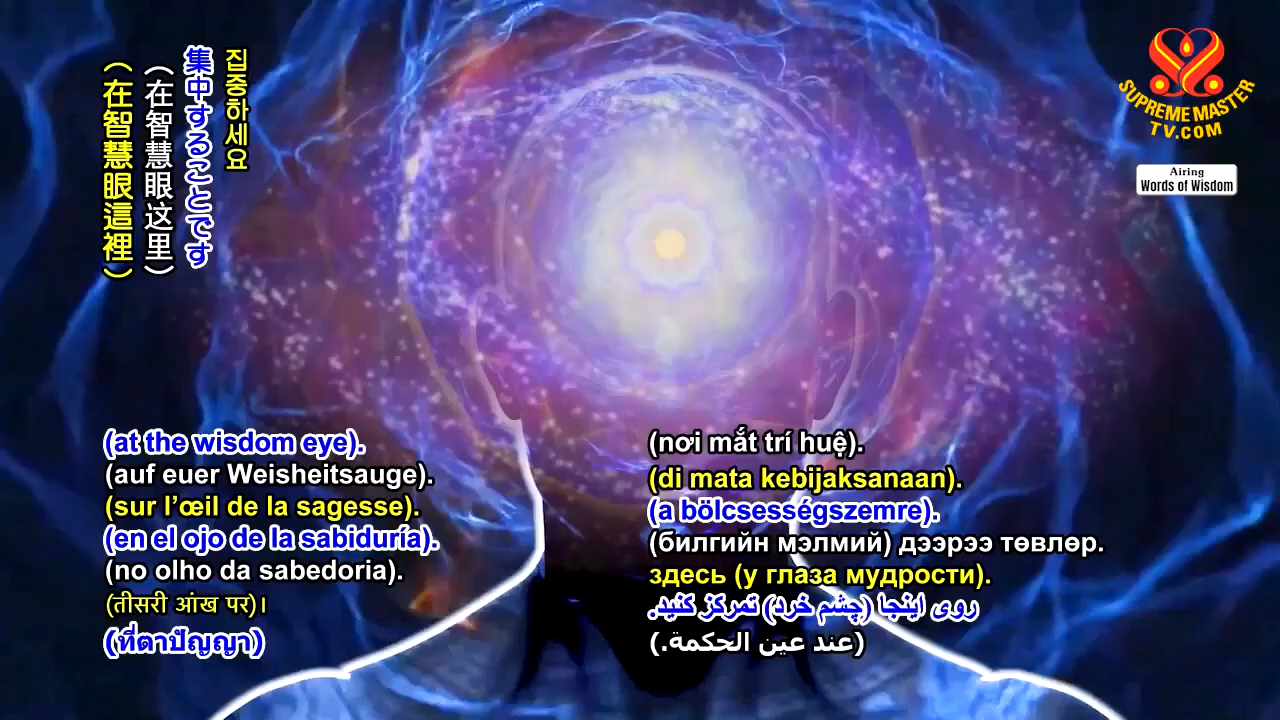 집중하세요
集中することです
（在智慧眼这里）
（在智慧眼這裡）
SUPREME MASTER
TV.COM
Airing
Words of Wisdom
(at the wisdom eye).
(auf euer Weisheitsauge).
(sur l’œil de la sagesse).
(en el ojo de la sabiduría).
(no olho da sabedoria).
(तीसरी आंख पर)।
(ที่ตาปัญญา)
(nơi mắt trí huệ).
(di mata kebijaksanaan).
(a bölcsességszemre).
(билгийн мэлмий) дээрээ төвлөр.
здесь (у глаза мудрости).
روی اینجا (چشم خرد) تمرکز کنید.
(عند عين الحكمة.)